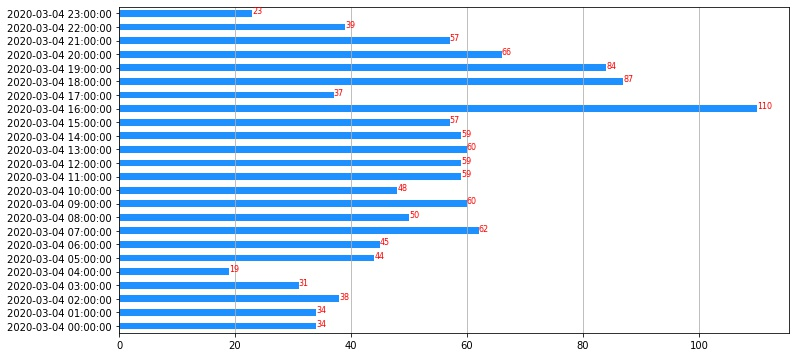 2020-03-04 23:00:00 23
2020-03-04 22:00:00 39
2020-03-04 21:00:00 57
2020-03-04 20:00:00 66
2020-03-04 19:00:00 84
2020-03-04 18:00:00 87
2020-03-04 17:00:00 37
2020-03-04 16:00:00 110
2020-03-04 15:00:00 57
2020-03-04 14:00:00 59
2020-03-04 13:00:00 60
2020-03-04 12:00:00 59
2020-03-04 11:00:00 59
2020-03-04 10:00:00 48
2020-03-04 09:00:00 60
2020-03-04 08:00:00 50
2020-03-04 07:00:00 62
2020-03-04 06:00:00 45
2020-03-04 05:00:00 44
2020-03-04 04:00:00 19
2020-03-04 03:00:00 31
2020-03-04 02:00:00 38
2020-03-04 01:00:00 34
2020-03-04 00:00:00 34
0 20 40 60 80 100